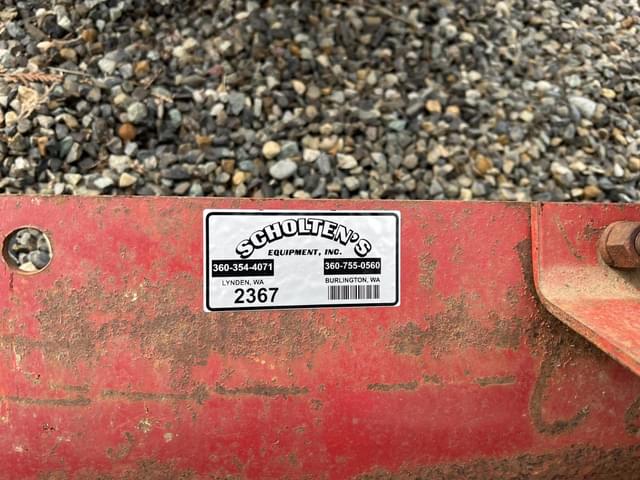 SCHOLTEN'S
EQUIPMENT, INC.
360-354-4071 360-755-0560
LYNDEN, WA BURLINGTON, WA
2367